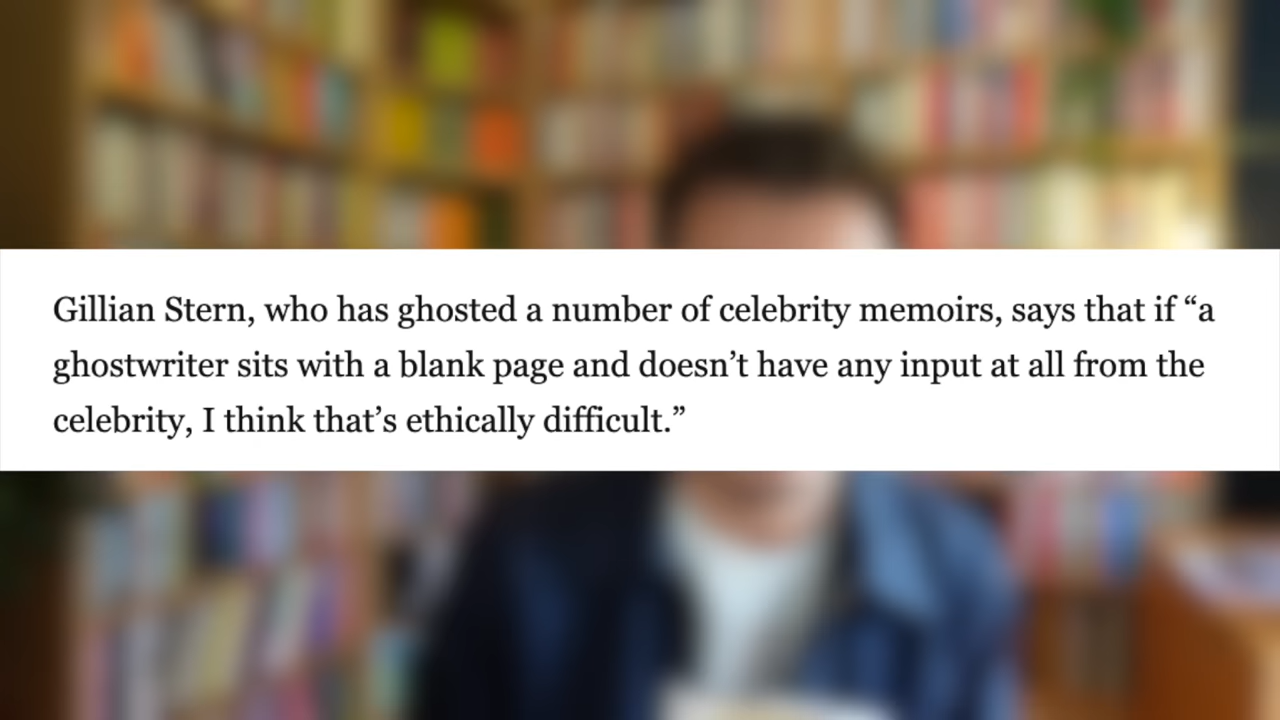 Gillian Stern, who has ghosted a number of celebrity memoirs, says that if “a
ghostwriter sits with a blank page and doesn’t have any input at all from the
celebrity, I think that’s ethically difficult.”